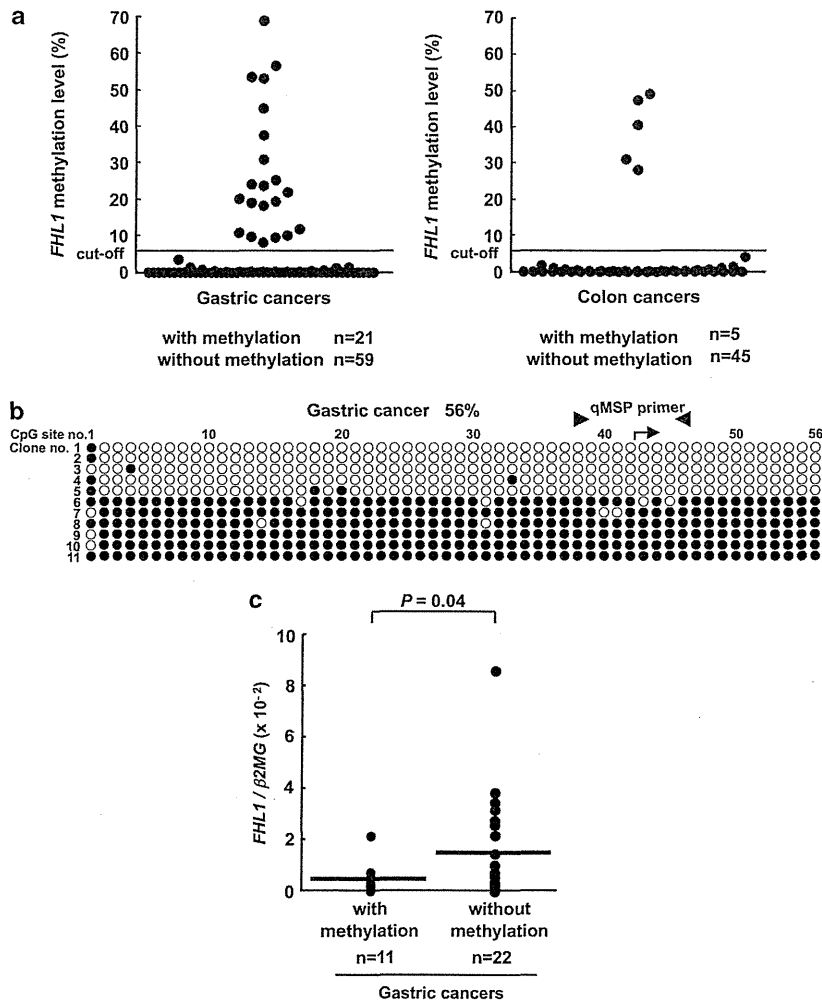 a
FHL1 methylation level (%)
70
60
50
40
30
20
10
cut-off
0
Gastric cancers
with methylation n=21
without methylation n=59
FHL1 methylation level (%)
70
60
50
40
30
20
10
cut-off
0
Colon cancers
with methylation n=5
without methylation n=45
b
Gastric cancer 56%
qMSP primer
CpG site no.1 10 20 30 40 50 56
Clone no. 1
2
3
4
5
6
7
8
9
10
11
c
P = 0.04
FHL1 / β2MG (x 10-2)
10
8
6
4
2
0
with methylation
n=11
without methylation
n=22
Gastric cancers